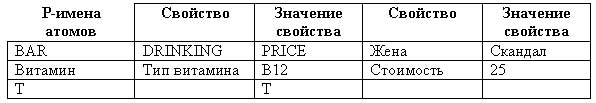 Р-имена атомов Свойство Значение свойства Свойство Значение свойства
BAR DRINKING PRICE Жена Скандал
Витамин Тип витамина B12 Стоимость 25
T T